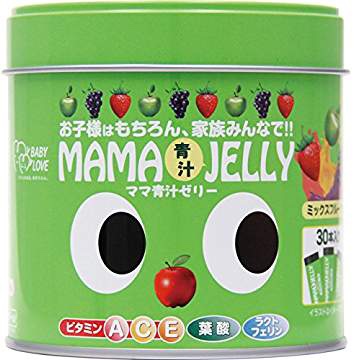 お子様はもちろん、家族みんなで!!
BABY LOVE
MAMA 青汁 JELLY
ママ青汁ゼリー
ミックスフルー
30本入
ビタミン A C E 葉酸 ラクトフェリン